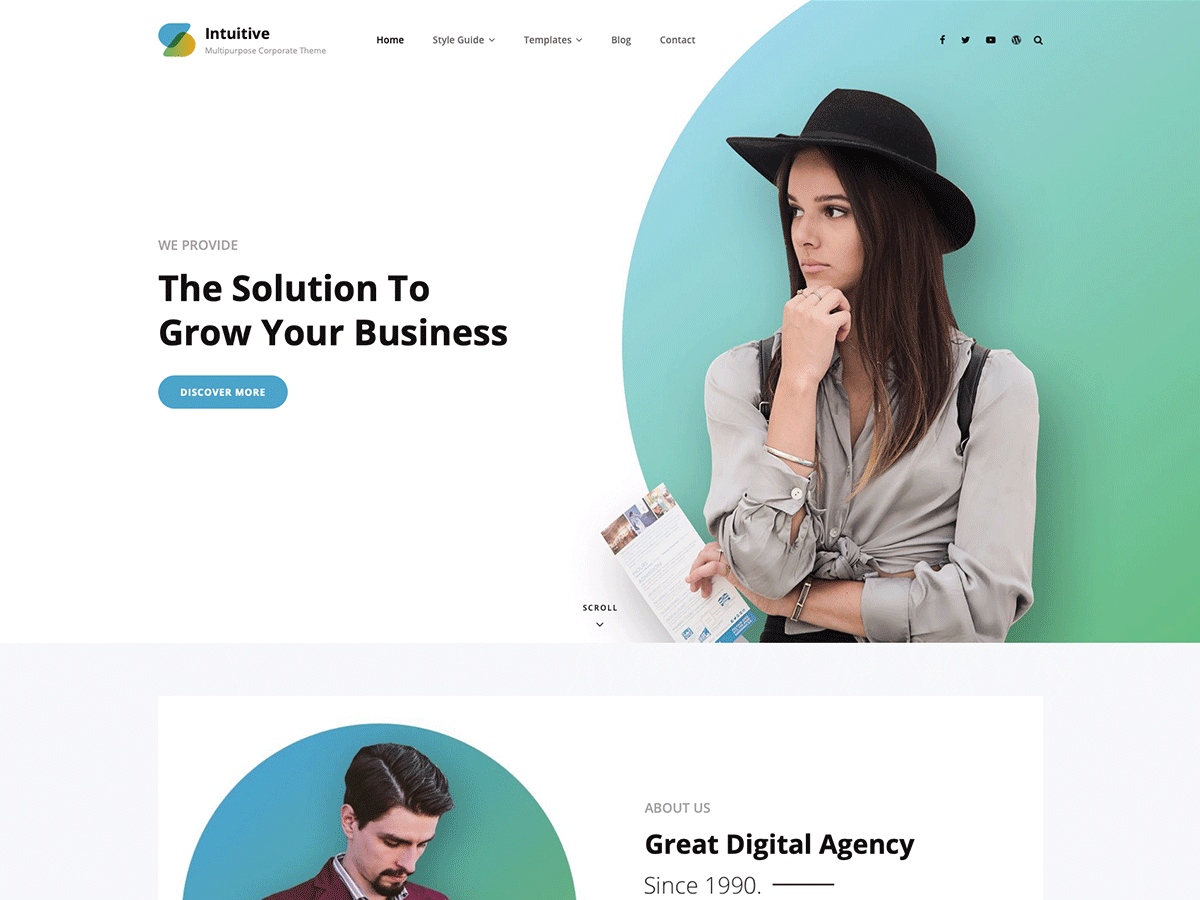 Intuitive
Multipurpose Corporate Theme
Home
Style Guide
Templates
Blog
Contact
WE PROVIDE
The Solution To
Grow Your Business
DISCOVER MORE
SCROLL
ABOUT US
Great Digital Agency
Since 1990.